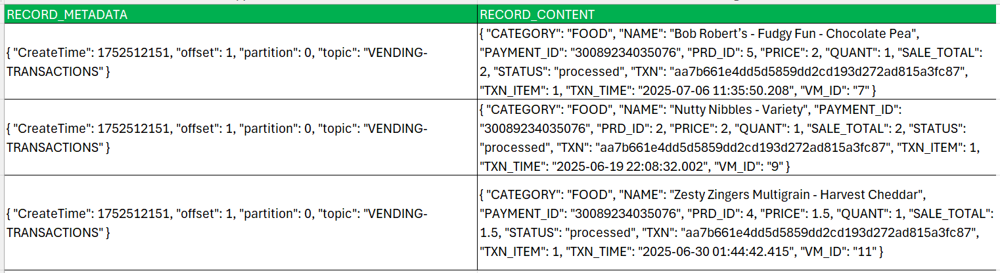 RECORD_METADATA
RECORD_CONTENT
{ "CreateTime": 1752512151, "offset": 1, "partition": 0, "topic": "VENDING-
TRANSACTIONS" }
{ "CATEGORY": "FOOD", "NAME": "Bob Robert’s - Fudgy Fun - Chocolate Pea",
"PAYMENT_ID": "30089234035076", "PRD_ID": 5, "PRICE": 2, "QUANT": 1, "SALE_TOTAL":
2, "STATUS": "processed", "TXN": "aa7b661e4dd5d5859dd2cd193d272ad815a3fc87",
"TXN_ITEM": 1, "TXN_TIME": "2025-07-06 11:35:50.208", "VM_ID": "7" }
{ "CreateTime": 1752512151, "offset": 1, "partition": 0, "topic": "VENDING-
TRANSACTIONS" }
{ "CATEGORY": "FOOD", "NAME": "Nutty Nibbles - Variety", "PAYMENT_ID":
"30089234035076", "PRD_ID": 2, "PRICE": 2, "QUANT": 1, "SALE_TOTAL": 2, "STATUS":
"processed", "TXN": "aa7b661e4dd5d5859dd2cd193d272ad815a3fc87", "TXN_ITEM": 1,
"TXN_TIME": "2025-06-19 22:08:32.002", "VM_ID": "9" }
{ "CreateTime": 1752512151, "offset": 1, "partition": 0, "topic": "VENDING-
TRANSACTIONS" }
{ "CATEGORY": "FOOD", "NAME": "Zesty Zingers Multigrain - Harvest Cheddar",
"PAYMENT_ID": "30089234035076", "PRD_ID": 4, "PRICE": 1.5, "QUANT": 1, "SALE_TOTAL":
1.5, "STATUS": "processed", "TXN": "aa7b661e4dd5d5859dd2cd193d272ad815a3fc87",
"TXN_ITEM": 1, "TXN_TIME": "2025-06-30 01:44:42.415", "VM_ID": "11" }